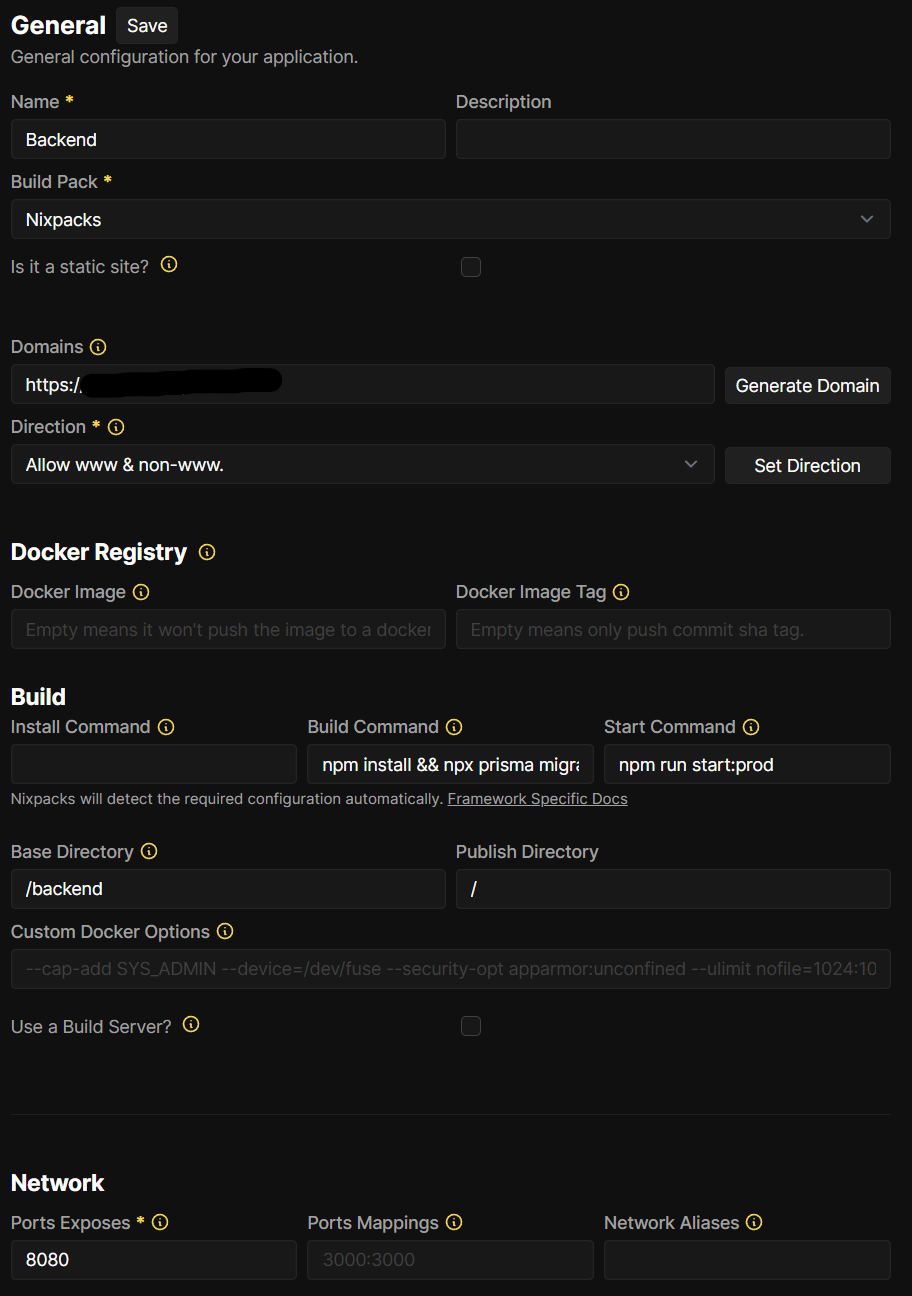 General Save
General configuration for your application.
Name * Description
Backend
Build Pack *
Nixpacks
Is it a static site?
Domains
https:/ Generate Domain
Direction *
Allow www & non-www. Set Direction
Docker Registry
Docker Image Docker Image Tag
Empty means it won't push the image to a docker Empty means only push commit sha tag.
Build
Install Command Build Command Start Command
npm install && npx prisma migra npm run start:prod
Nixpacks will detect the required configuration automatically. Framework Specific Docs
Base Directory Publish Directory
/backend /
Custom Docker Options
--cap-add SYS_ADMIN --device=/dev/fuse --security-opt apparmor:unconfined --ulimit nofile=1024:10
Use a Build Server?
Network
Ports Exposes * Ports Mappings Network Aliases
8080 3000:3000